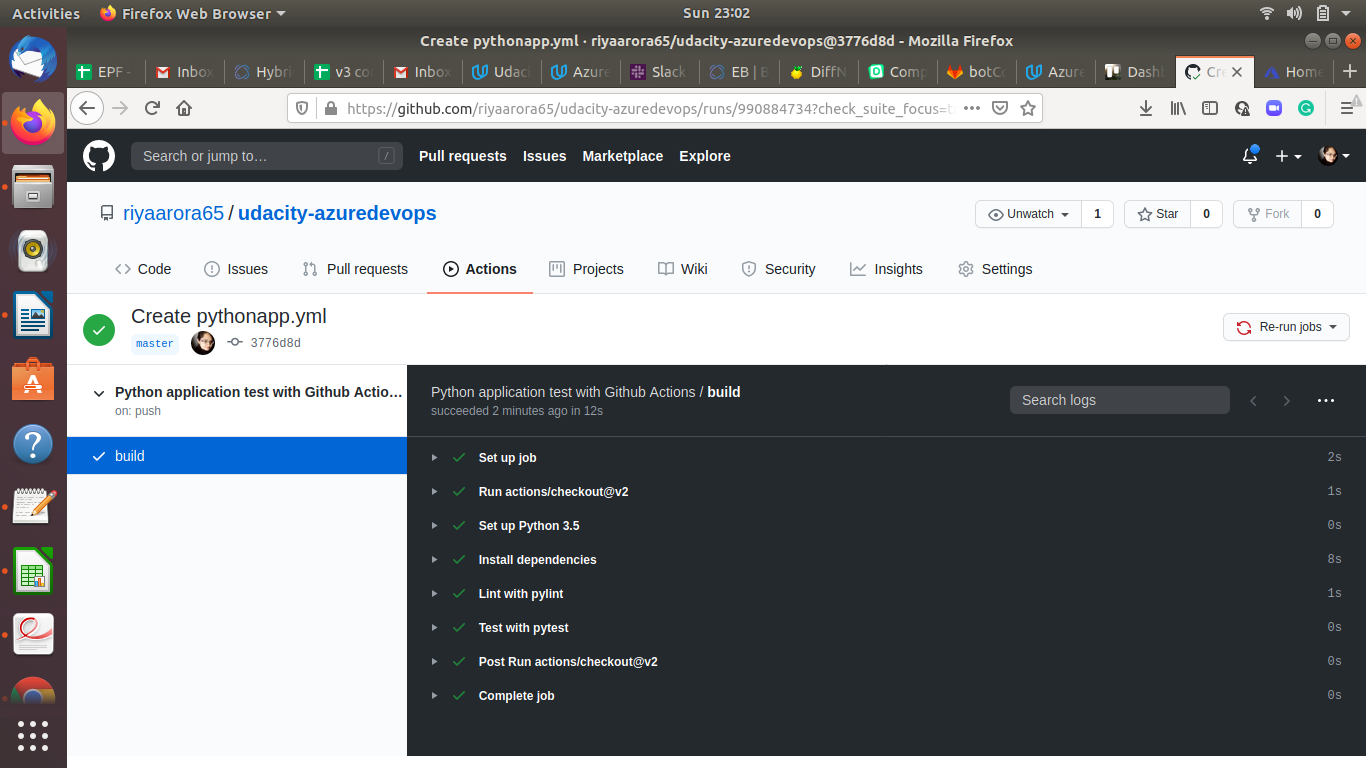 Activities Firefox Web Browser Sun 23:02
Create pythonapp.yml · riyaarora65/udacity-azuredevops@3776d8d - Mozilla Firefox
EPF - Inbox Hybri v3 co Inbox Udaci Azure Slack EB | B DiffN Comp botCo Azure Dashb Cre Home
https://github.com/riyaarora65/udacity-azuredevops/runs/990884734?check_suite_focus=t
Search or jump to… / Pull requests Issues Marketplace Explore
riyaarora65 / udacity-azuredevops Unwatch 1 Star 0 Fork 0
Code Issues Pull requests Actions Projects Wiki Security Insights Settings
Create pythonapp.yml
master 3776d8d
Re-run jobs
Python application test with Github Actio…
on: push
build
Python application test with Github Actions / build
succeeded 2 minutes ago in 12s
Search logs
Set up job 2s
Run actions/checkout@v2 1s
Set up Python 3.5 0s
Install dependencies 8s
Lint with pylint 1s
Test with pytest 0s
Post Run actions/checkout@v2 0s
Complete job 0s